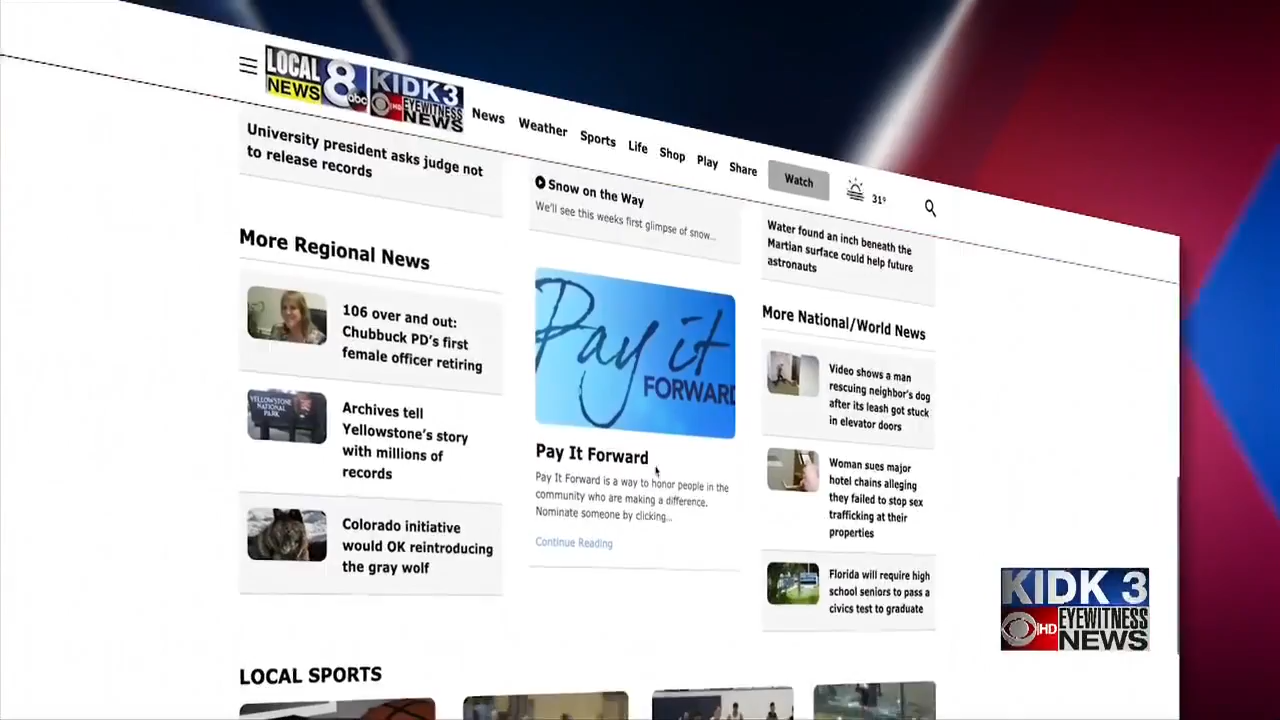 LOCAL
NEWS
8
abc
KIDK 3
HD
EYEWITNESS
NEWS
News
Weather
Sports
Life
Shop
Play
Share
Watch
31°
University president asks judge not
to release records
More Regional News
106 over and out:
Chubbuck PD's first
female officer retiring
YELLOWSTONE
NATIONAL
PARK
Archives tell
Yellowstone's story
with millions of
records
Colorado initiative
would OK reintroducing
the gray wolf
Snow on the Way
We'll see this weeks first glimpse of snow...
Pay it
FORWARD
Pay It Forward
Pay It Forward is a way to honor people in the
community who are making a difference.
Nominate someone by clicking...
Continue Reading
Water found an inch beneath the
Martian surface could help future
astronauts
More National/World News
Video shows a man
rescuing neighbor's dog
after its leash got stuck
in elevator doors
Woman sues major
hotel chains alleging
they failed to stop sex
trafficking at their
properties
Florida will require high
school seniors to pass a
civics test to graduate
LOCAL SPORTS
KIDK 3
HD
EYEWITNESS
NEWS